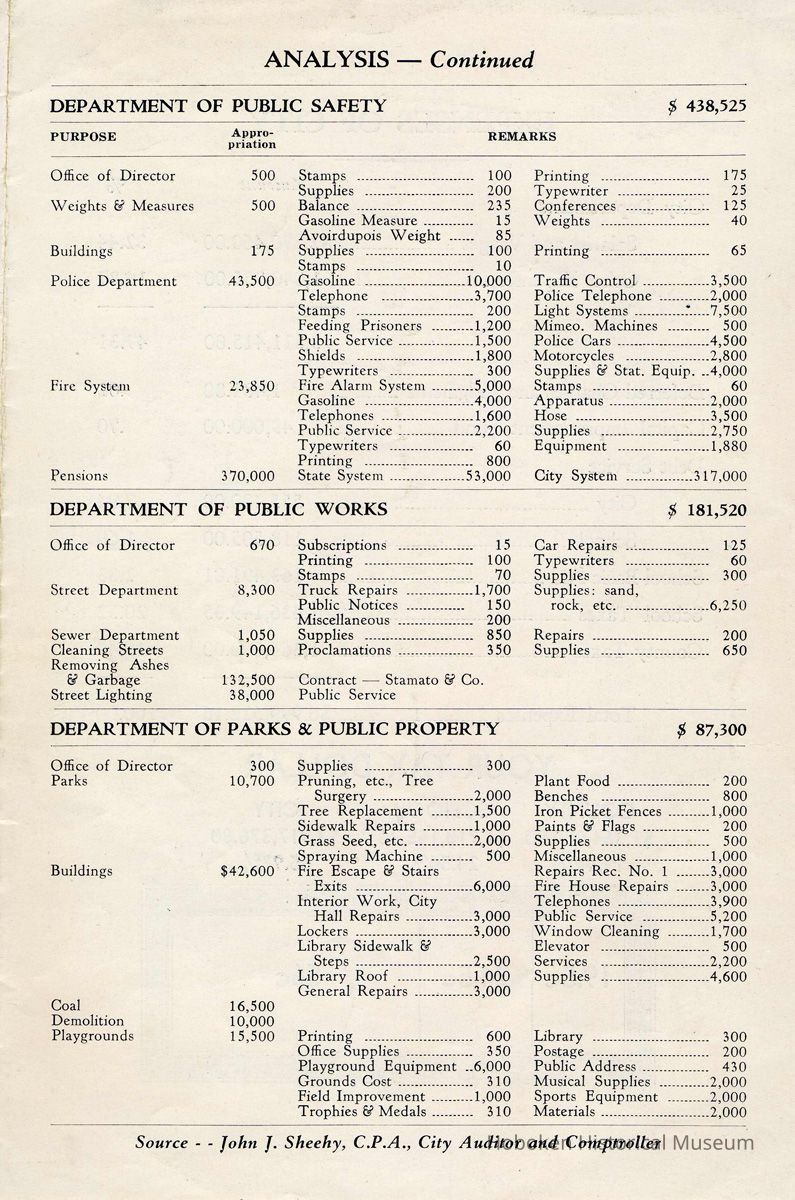 ANALYSIS — Continued
DEPARTMENT OF PUBLIC SAFETY $ 438,525
PURPOSE Appro-priation REMARKS
Office of Director 500 Stamps 100 Printing 175
Supplies 200 Typewriter 25
Weights & Measures 500 Balance 235 Conferences 125
Gasoline Measure 15 Weights 40
Avoirdupois Weight 85
Buildings 175 Supplies 100 Printing 65
Stamps 10
Police Department 43,500 Gasoline 10,000 Traffic Control 3,500
Telephone 3,700 Police Telephone 2,000
Stamps 200 Light Systems 7,500
Feeding Prisoners 1,200 Mimeo. Machines 500
Public Service 1,500 Police Cars 4,500
Shields 1,800 Motorcycles 2,800
Typewriters 300 Supplies & Stat. Equip. 4,000
Fire System 23,850 Fire Alarm System 5,000 Stamps 60
Gasoline 4,000 Apparatus 2,000
Telephones 1,600 Hose 3,500
Public Service 2,200 Supplies 2,750
Typewriters 60 Equipment 1,880
Printing 800
Pensions 370,000 State System 53,000 City System 317,000
DEPARTMENT OF PUBLIC WORKS $ 181,520
Office of Director 670 Subscriptions 15 Car Repairs 125
Printing 100 Typewriters 60
Stamps 70 Supplies 300
Street Department 8,300 Truck Repairs 1,700 Supplies: sand,
Public Notices 150 rock, etc. 6,250
Miscellaneous 200
Sewer Department 1,050 Supplies 850 Repairs 200
Cleaning Streets 1,000 Proclamations 350 Supplies 650
Removing Ashes
& Garbage 132,500 Contract — Stamato & Co.
Street Lighting 38,000 Public Service
DEPARTMENT OF PARKS & PUBLIC PROPERTY $ 87,300
Office of Director 300 Supplies 300
Parks 10,700 Pruning, etc., Tree Plant Food 200
Surgery 2,000 Benches 800
Tree Replacement 1,500 Iron Picket Fences 1,000
Sidewalk Repairs 1,000 Paints & Flags 200
Grass Seed, etc. 2,000 Supplies 500
Spraying Machine 500 Miscellaneous 1,000
Buildings $42,600 Fire Escape & Stairs Repairs Rec. No. 1 3,000
Exits 6,000 Fire House Repairs 3,000
Interior Work, City Telephones 3,900
Hall Repairs 3,000 Public Service 5,200
Lockers 3,000 Window Cleaning 1,700
Library Sidewalk & Elevator 500
Steps 2,500 Services 2,200
Library Roof 1,000 Supplies 4,600
General Repairs 3,000
Coal 16,500
Demolition 10,000
Playgrounds 15,500 Printing 600 Library 300
Office Supplies 350 Postage 200
Playground Equipment 6,000 Public Address 430
Grounds Cost 310 Musical Supplies 2,000
Field Improvement 1,000 Sports Equipment 2,000
Trophies & Medals 310 Materials 2,000
Source - - John J. Sheehy, C.P.A., City Auditor and Comptroller
Hoboken Historical Museum